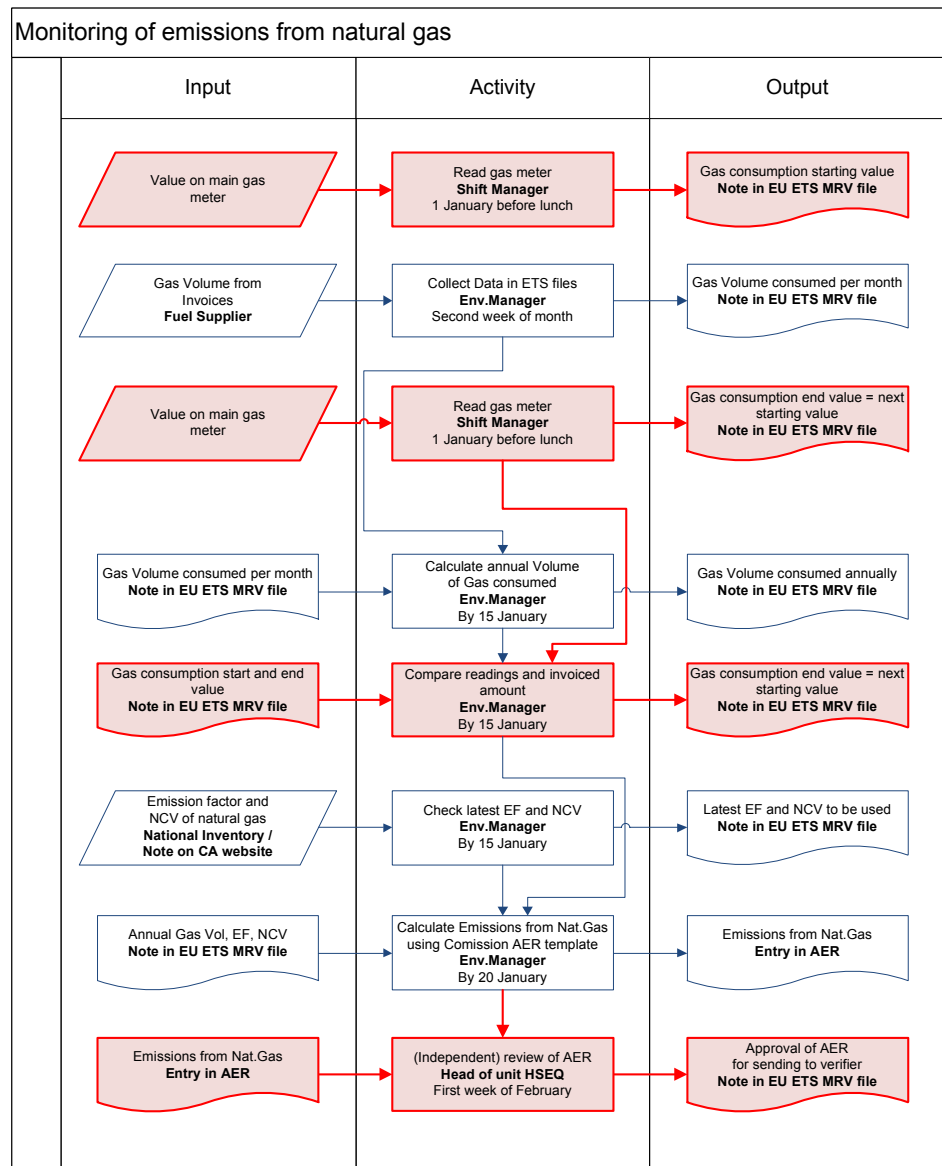 Monitoring of emissions from natural gas
Input
Activity
Output
Value on main gas
meter
Read gas meter
Shift Manager
1 January before lunch
Gas consumption starting value
Note in EU ETS MRV file
Gas Volume from
Invoices
Fuel Supplier
Collect Data in ETS files
Env.Manager
Second week of month
Gas Volume consumed per month
Note in EU ETS MRV file
Value on main gas
meter
Read gas meter
Shift Manager
1 January before lunch
Gas consumption end value = next
starting value
Note in EU ETS MRV file
Gas Volume consumed per month
Note in EU ETS MRV file
Calculate annual Volume
of Gas consumed
Env.Manager
By 15 January
Gas Volume consumed annually
Note in EU ETS MRV file
Gas consumption start and end
value
Note in EU ETS MRV file
Compare readings and invoiced
amount
Env.Manager
By 15 January
Gas consumption end value = next
starting value
Note in EU ETS MRV file
Emission factor and
NCV of natural gas
National Inventory /
Note on CA website
Check latest EF and NCV
Env.Manager
By 15 January
Latest EF and NCV to be used
Note in EU ETS MRV file
Annual Gas Vol, EF, NCV
Note in EU ETS MRV file
Calculate Emissions from Nat.Gas
using Comission AER template
Env.Manager
By 20 January
Emissions from Nat.Gas
Entry in AER
Emissions from Nat.Gas
Entry in AER
(Independent) review of AER
Head of unit HSEQ
First week of February
Approval of AER
for sending to verifier
Note in EU ETS MRV file